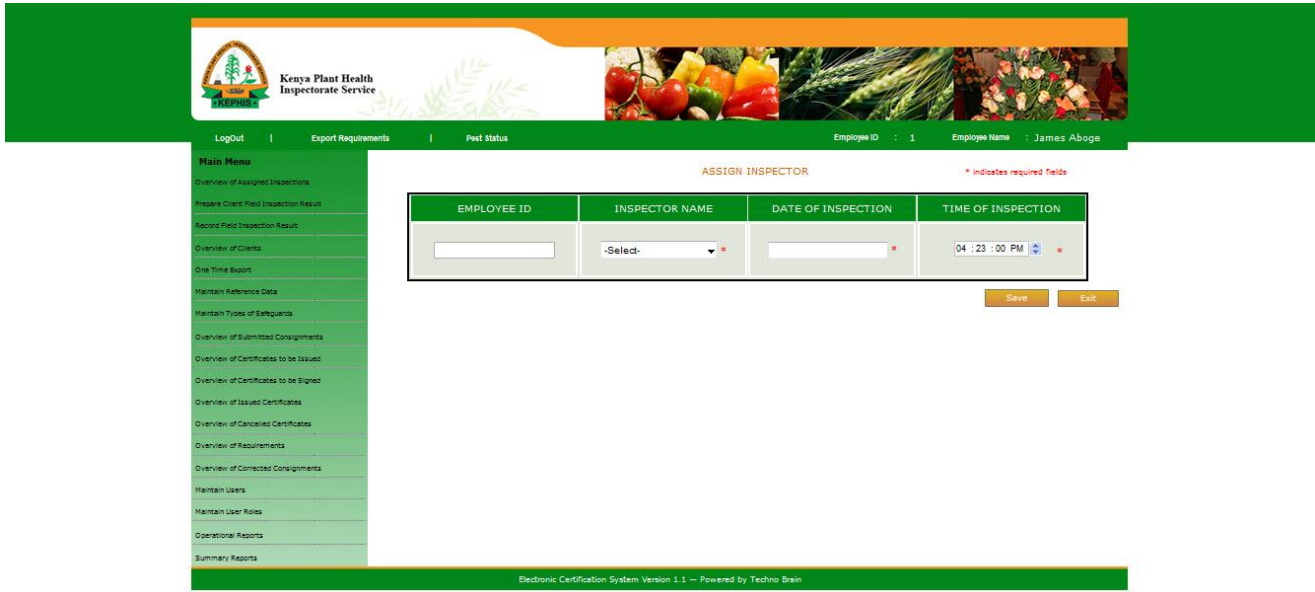 Kenya Plant Health
Inspectorate Service
KEPHIS
LogOut | Export Requirements | Pest Status Employee ID : 1 Employee Name : James Aboge
Main Menu
Overview of Assigned Inspections
Prepare Client Field Inspection Result
Record Field Inspection Result
Overview of Clients
One Time Export
Maintain Reference Data
Maintain Types of Safeguards
Overview of Submitted Consignments
Overview of Certificates to be Issued
Overview of Certificates to be Signed
Overview of Issued Certificates
Overview of Cancelled Certificates
Overview of Requirements
Overview of Corrected Consignments
Maintain Users
Maintain User Roles
Operational Reports
Summary Reports
ASSIGN INSPECTOR
* indicates required fields
EMPLOYEE ID INSPECTOR NAME DATE OF INSPECTION TIME OF INSPECTION
-Select- * * 04 : 23 : 00 PM *
Save Exit
Electronic Certification System Version 1.1 — Powered by Techno Brain